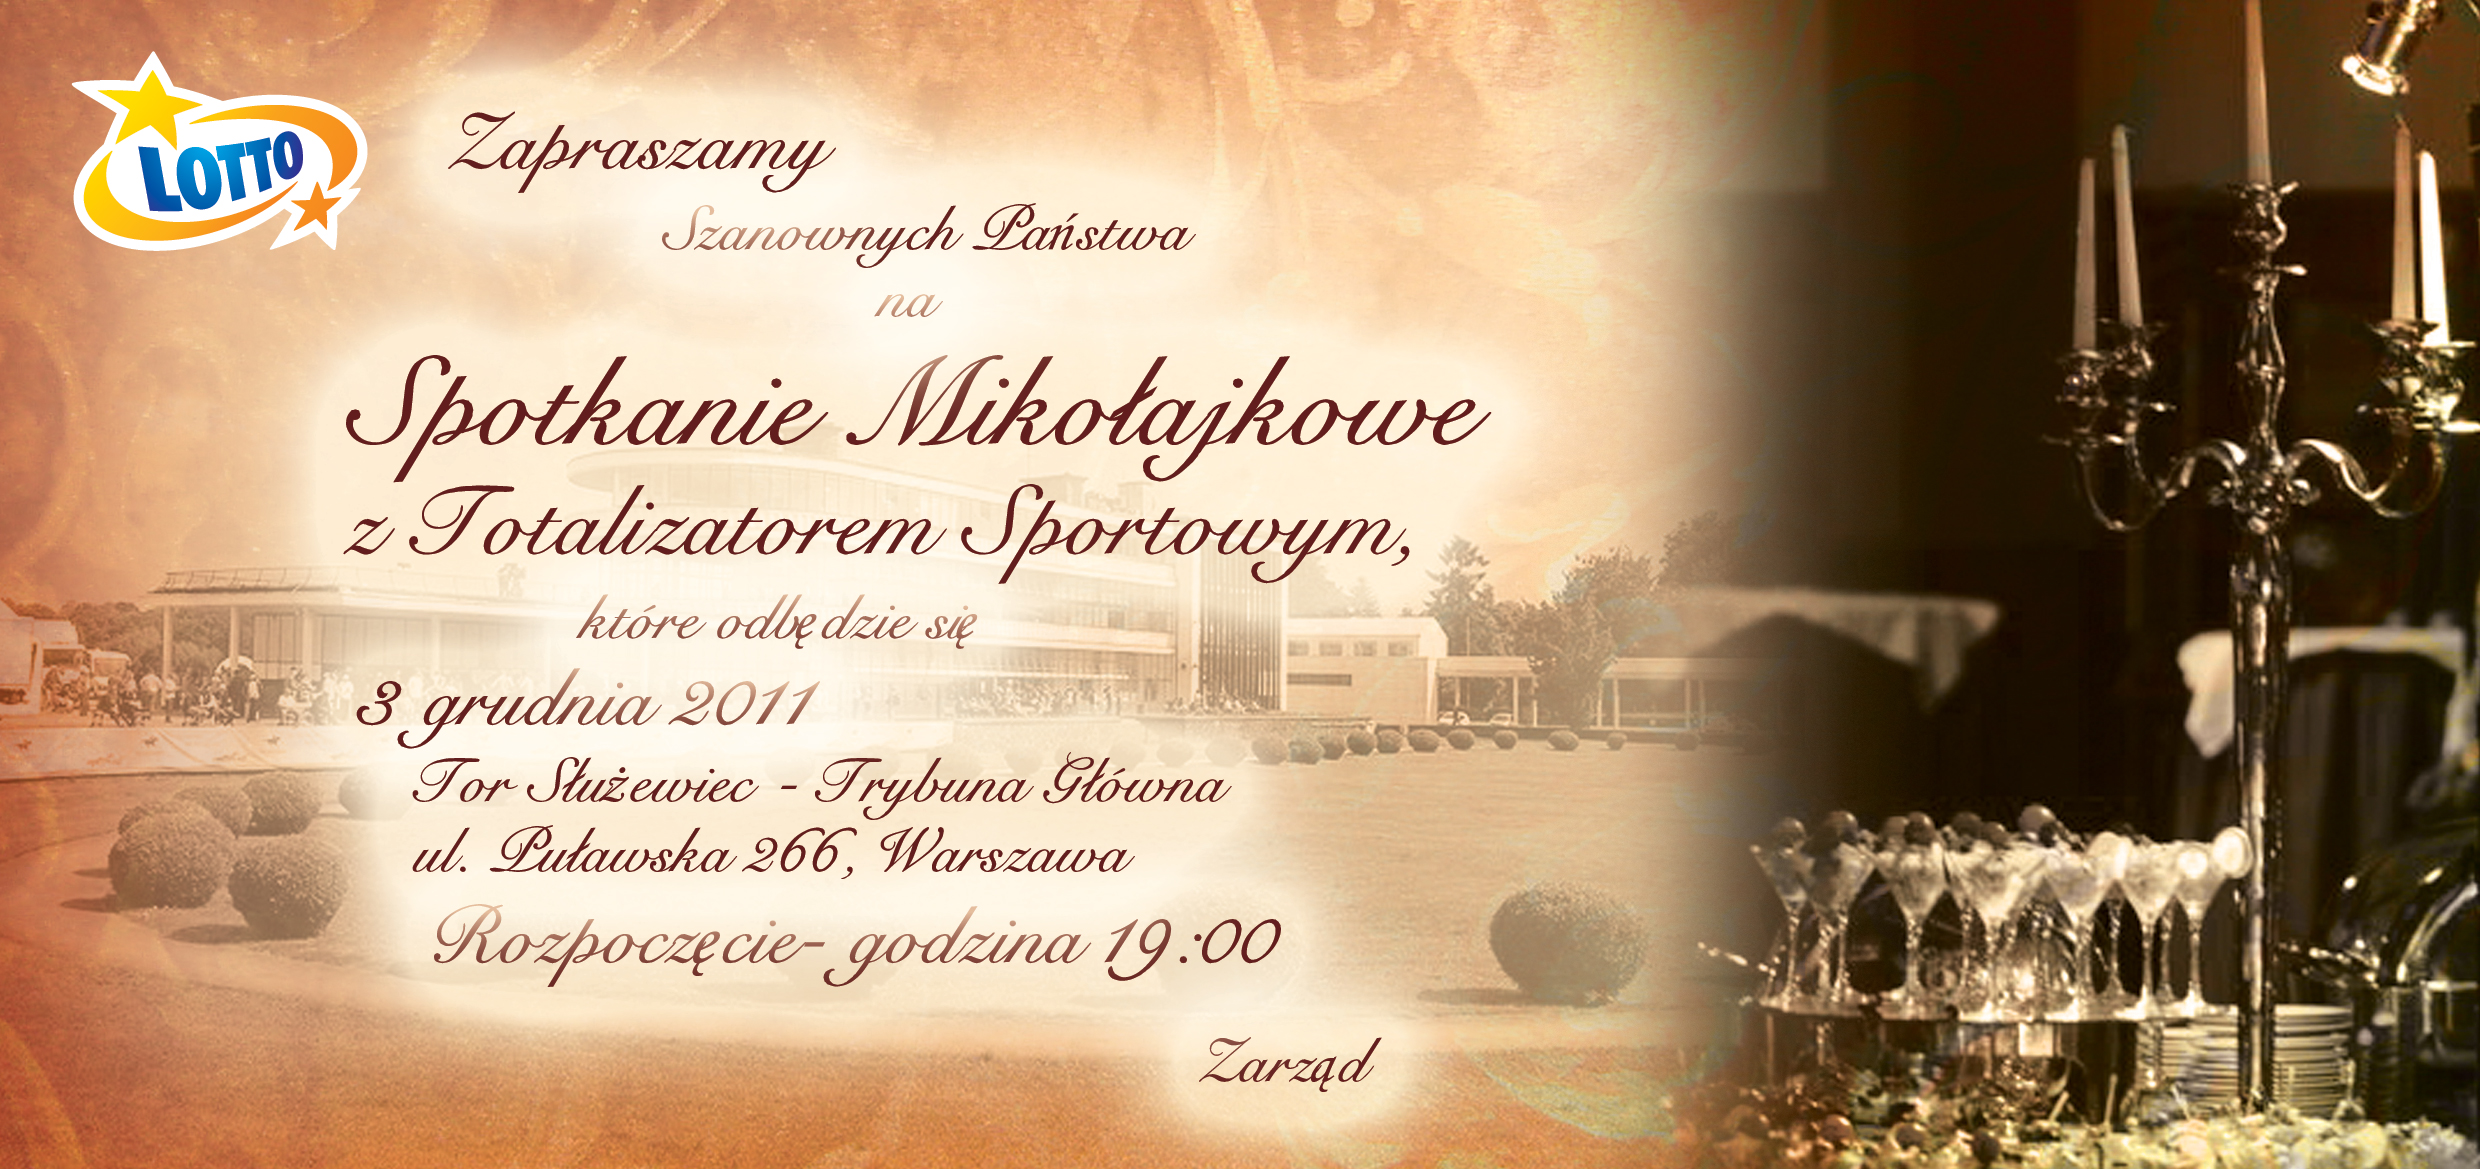 LOTTO
Zapraszamy
Szanownych Państwa
na
Spotkanie Mikołajkowe
z Totalizatorem Sportowym,
które odbędzie się
3 grudnia 2011
Tor Służewiec - Trybuna Główna
ul. Puławska 266, Warszawa
Rozpoczęcie- godzina 19:00
Zarząd